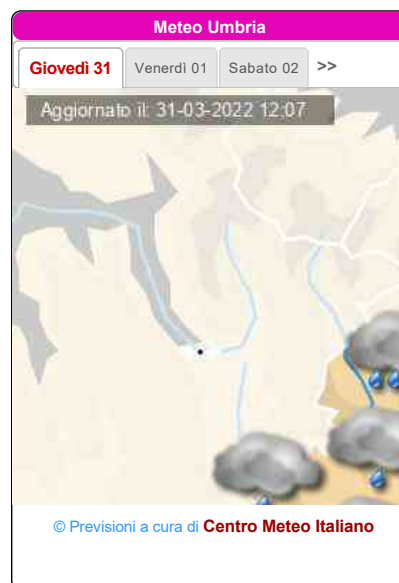 Meteo Umbria
Giovedì 31 Venerdì 01 Sabato 02 >>
Aggiornato il: 31-03-2022 12:07
© Previsioni a cura di Centro Meteo Italiano